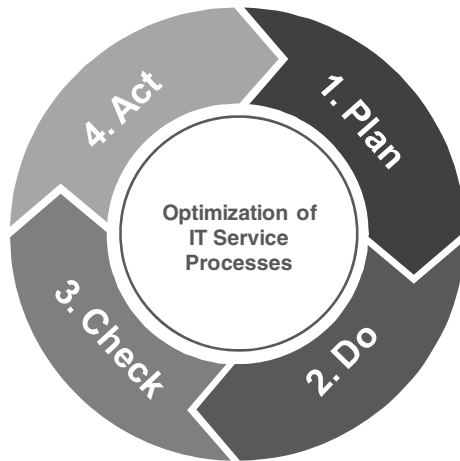 1. Plan
2. Do
3. Check
4. Act
Optimization of
IT Service
Processes